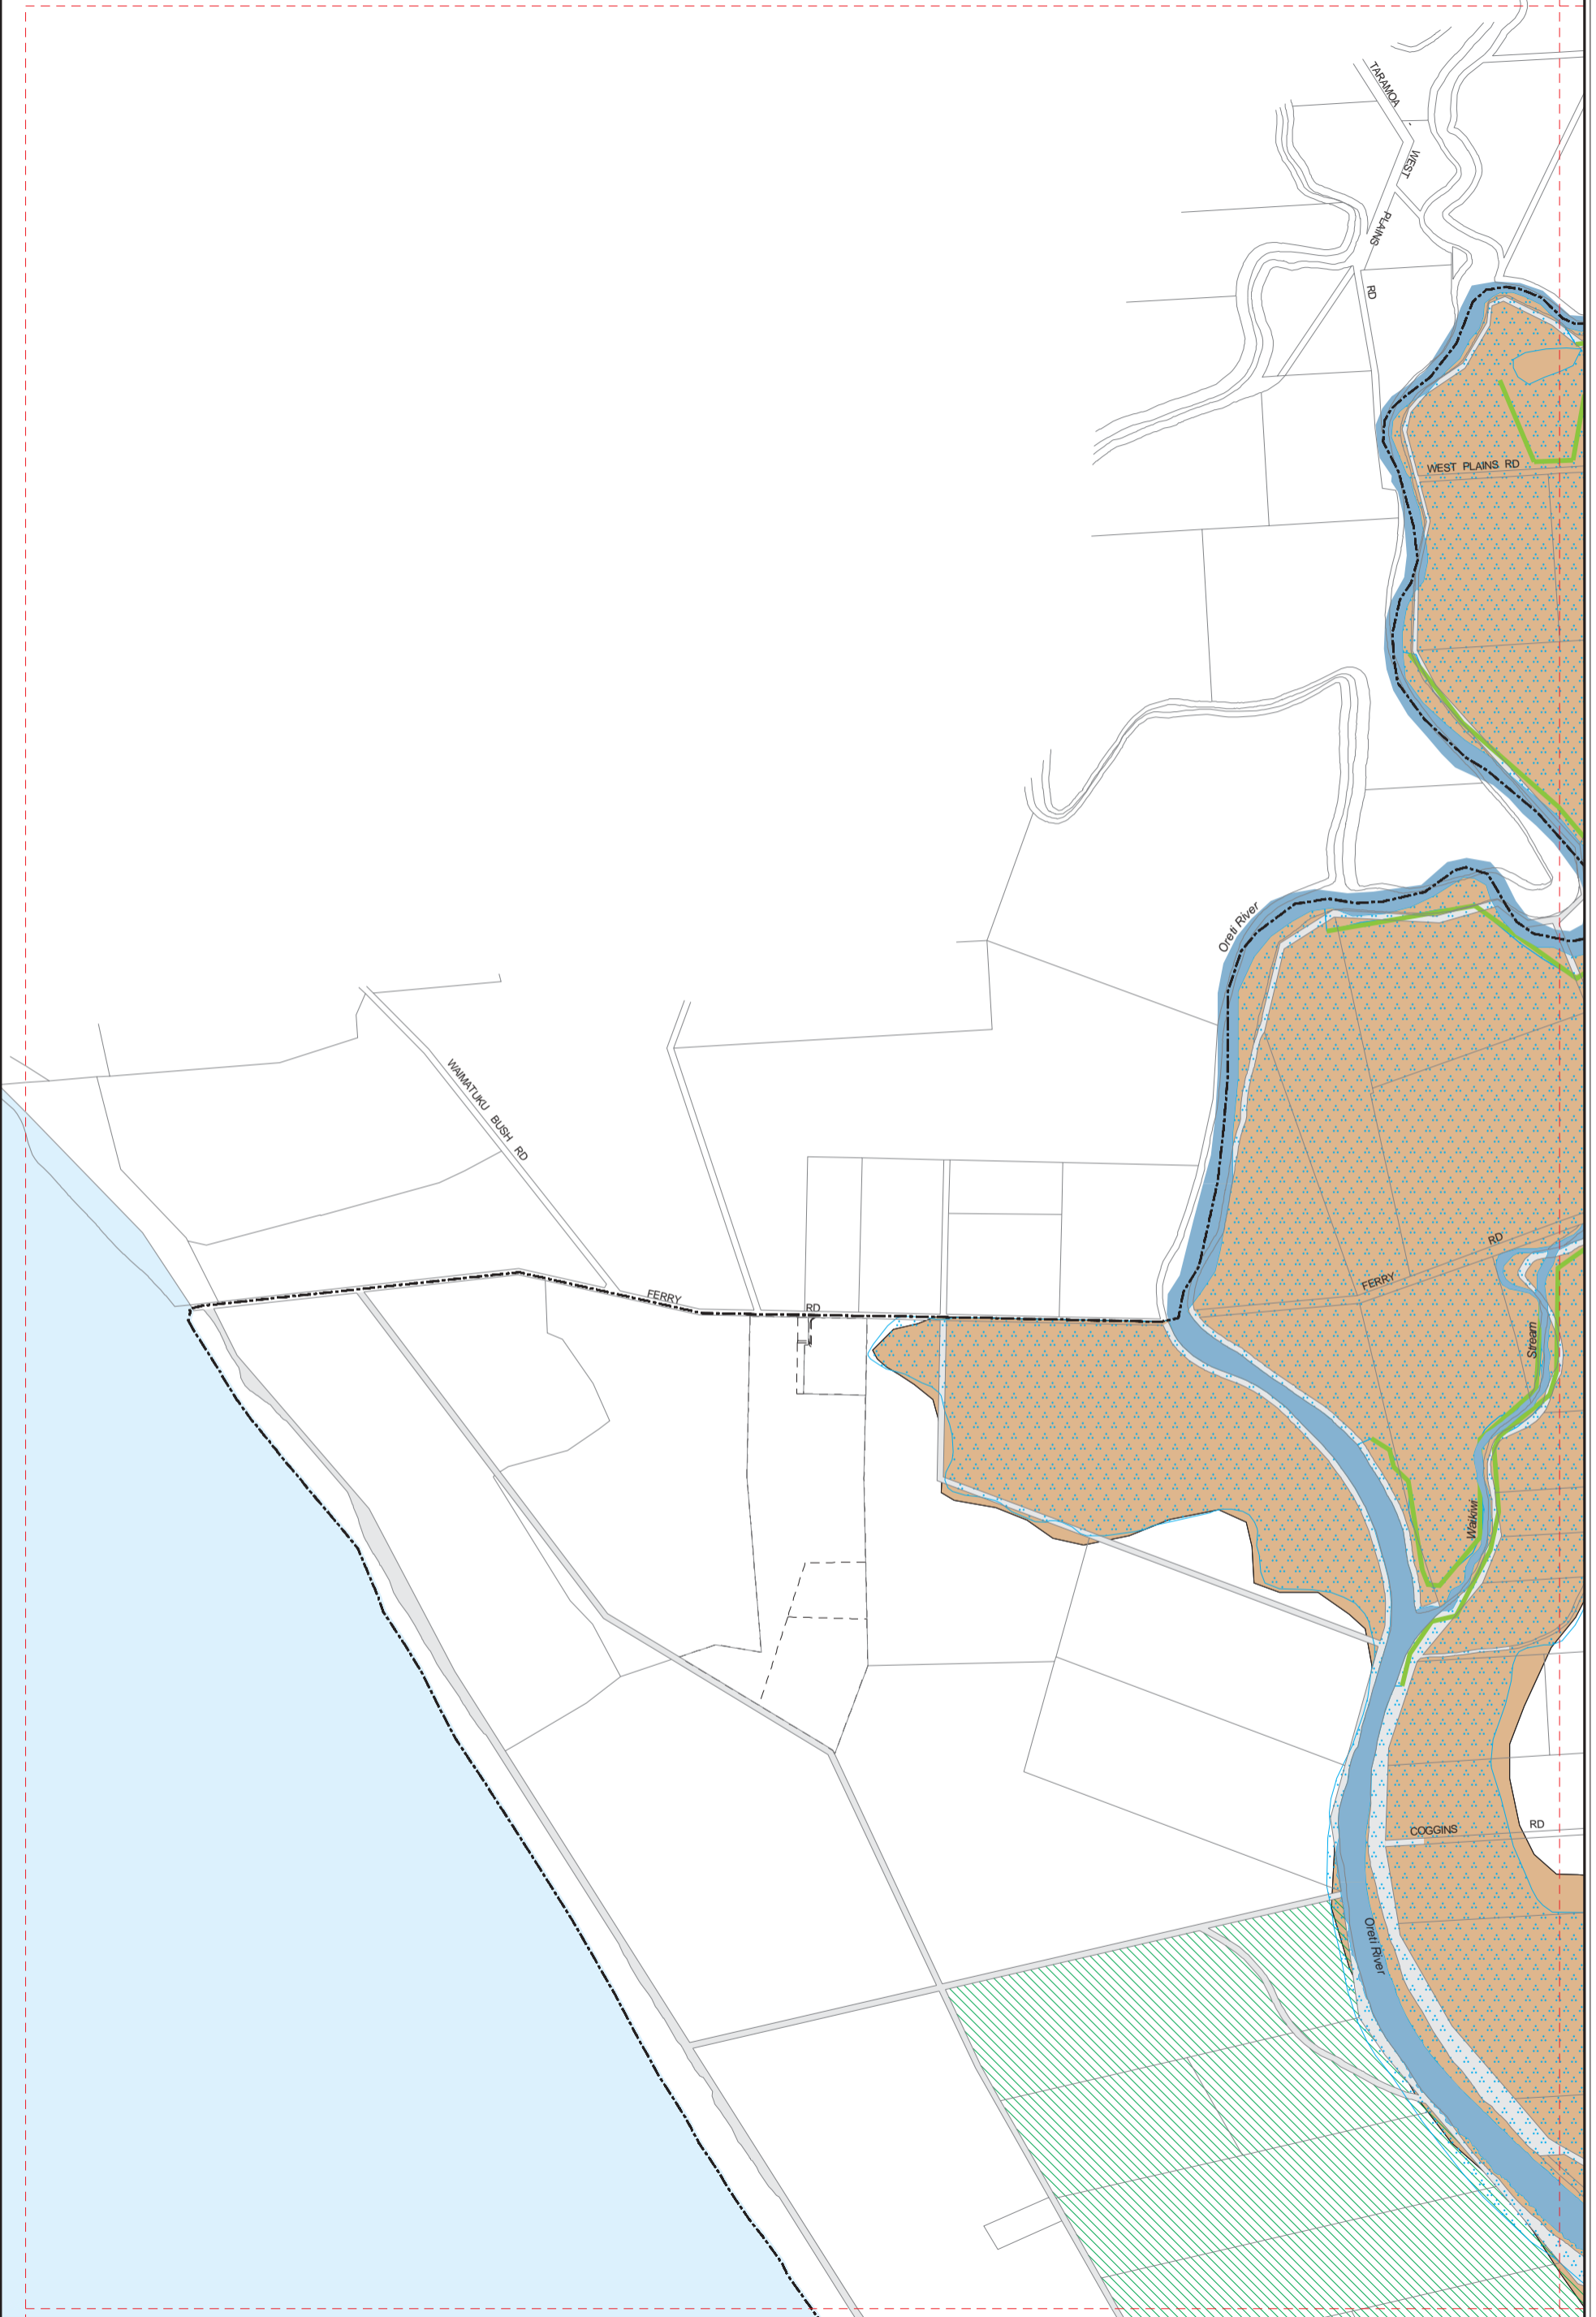 TARAMOA
WEST
PLAINS
RD
WEST PLAINS RD
Oreti River
WAIMATUKU BUSH RD
RD
FERRY
FERRY
RD
Stream
Waikiwi
COGGINS
RD
Oreti River